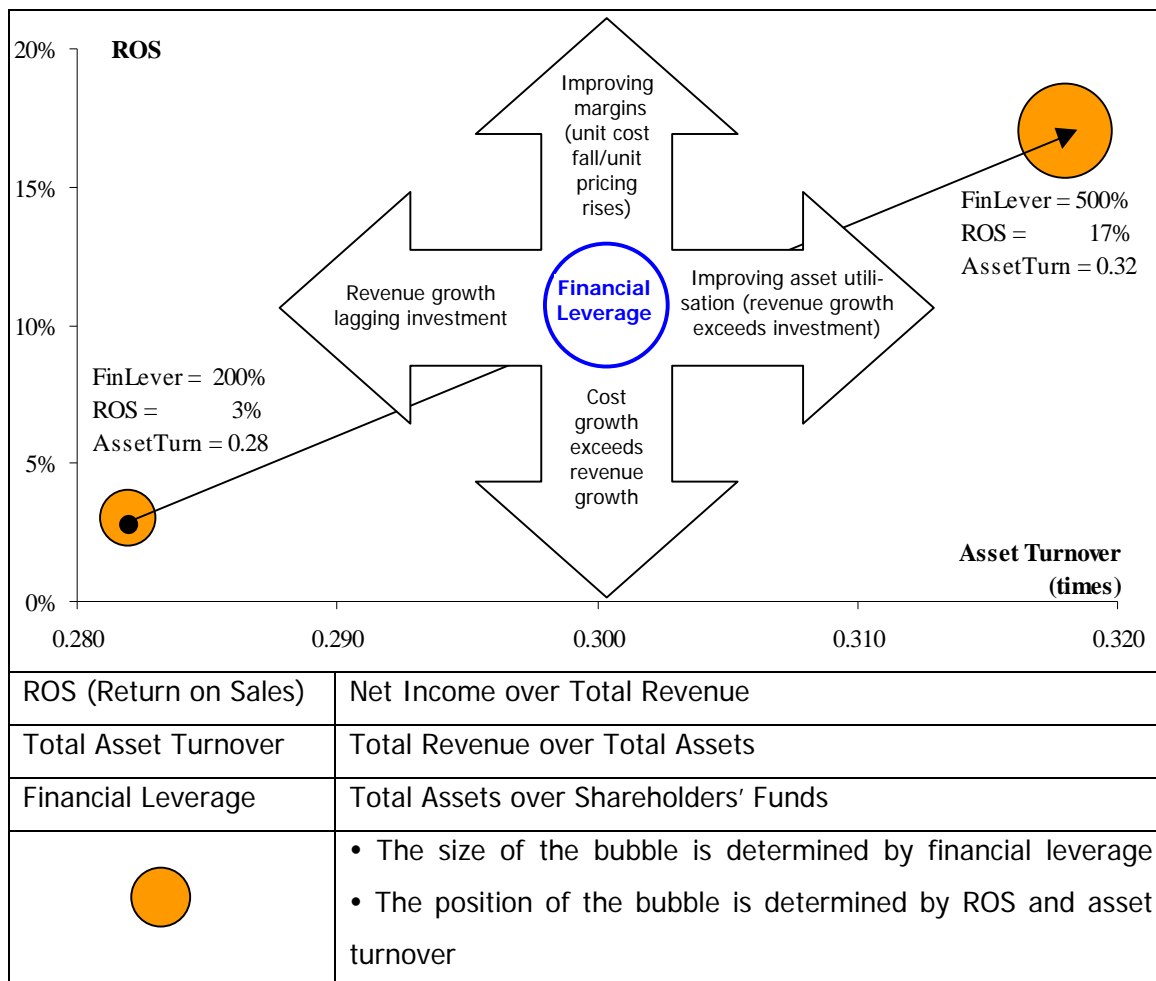 20%
ROS
15%
10%
5%
0%
0.280
0.290
0.300
0.310
0.320
Asset Turnover
(times)
Improving
margins
(unit cost
fall/unit
pricing
rises)
Revenue growth
lagging investment
Financial
Leverage
Improving asset utili-
sation (revenue growth
exceeds investment)
Cost
growth
exceeds
revenue
growth
FinLever = 500%
ROS = 17%
AssetTurn = 0.32
FinLever = 200%
ROS = 3%
AssetTurn = 0.28
ROS (Return on Sales)
Net Income over Total Revenue
Total Asset Turnover
Total Revenue over Total Assets
Financial Leverage
Total Assets over Shareholders’ Funds
• The size of the bubble is determined by financial leverage
• The position of the bubble is determined by ROS and asset
turnover